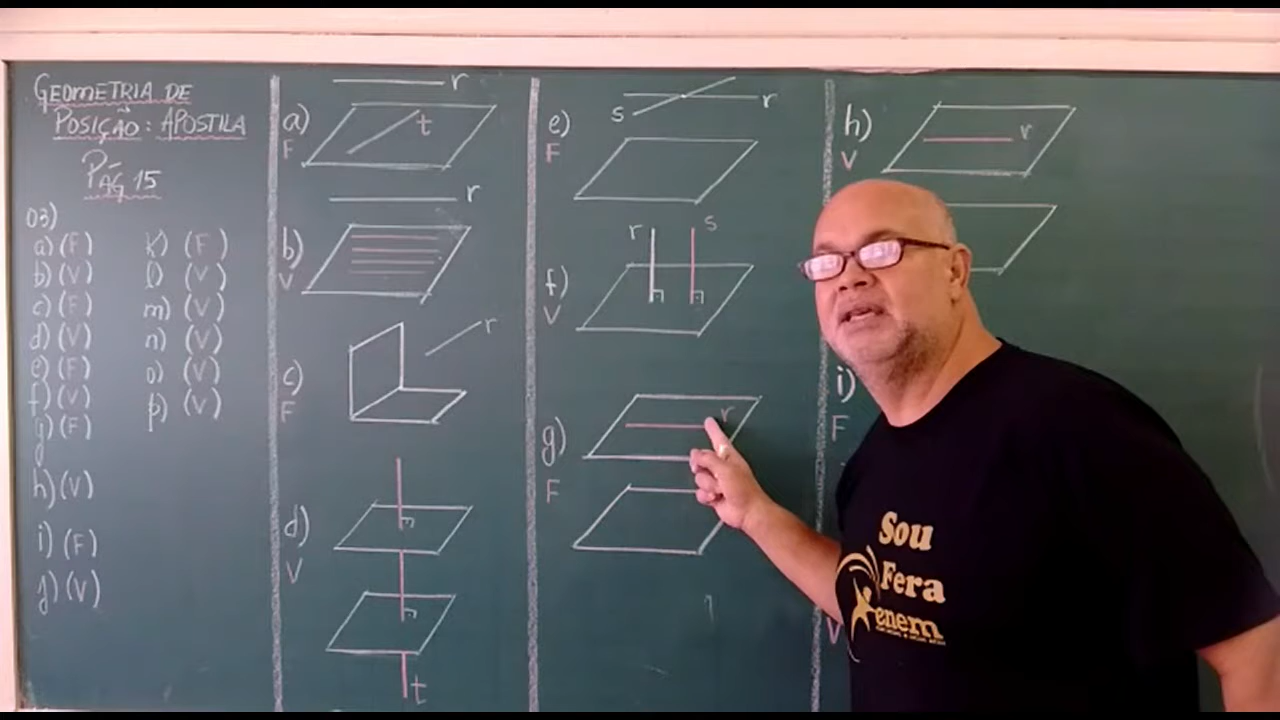 GEOMETRIA DE
POSIÇÃO: APOSTILA
PÁG 15
03)
a) (F) k) (F)
b) (V) l) (V)
c) (F) m) (V)
d) (V) n) (V)
e) (F) o) (V)
f) (V) p) (V)
g) (F)
h) (V)
i) (F)
j) (V)
r
a) t
F
r
b)
V
r
c)
F
d)
V
t
s r
e)
F
r s
f)
V
g) r
F
h) r
V
i)
F
V
Sou
Fera
enem